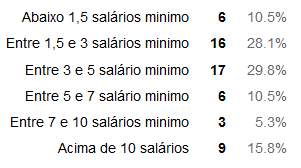 Abaixo 1,5 salários minimo 6 10.5%
Entre 1,5 e 3 salários minimo 16 28.1%
Entre 3 e 5 salário minimo 17 29.8%
Entre 5 e 7 salário minimo 6 10.5%
Entre 7 e 10 salários minimo 3 5.3%
Acima de 10 salários 9 15.8%